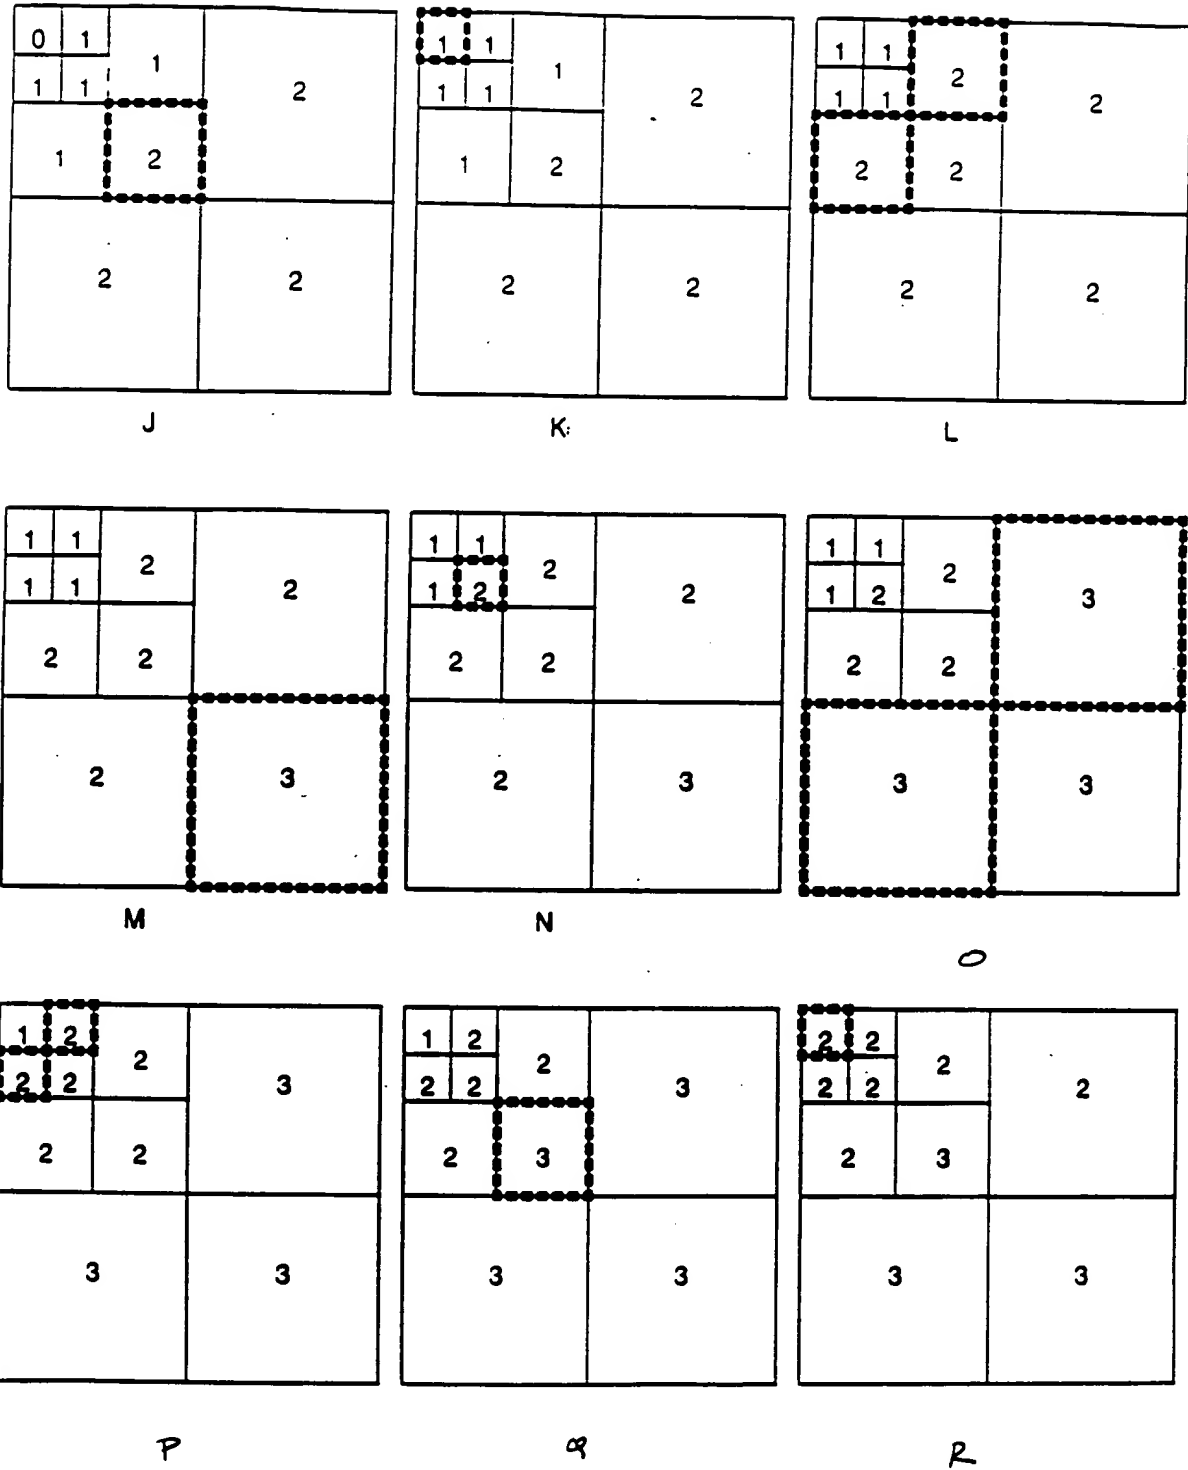 0 1 1 2 1 1 1 1 2 1 1 2 2
1 1 1 1 1 1
1 2 1 2 2 2
2 2 2 2 2 2
J K: L
1 1 2 2 1 1 2 2 1 1 2 3
1 1 1 2 1 2
2 2 2 2 2 2
2 3 2 3 3 3
M N O
1 2 2 3 1 2 2 3 2 2 2 2
2 2 2 2 2 2
2 2 2 3 2 3
3 3 3 3 3 3
P q R